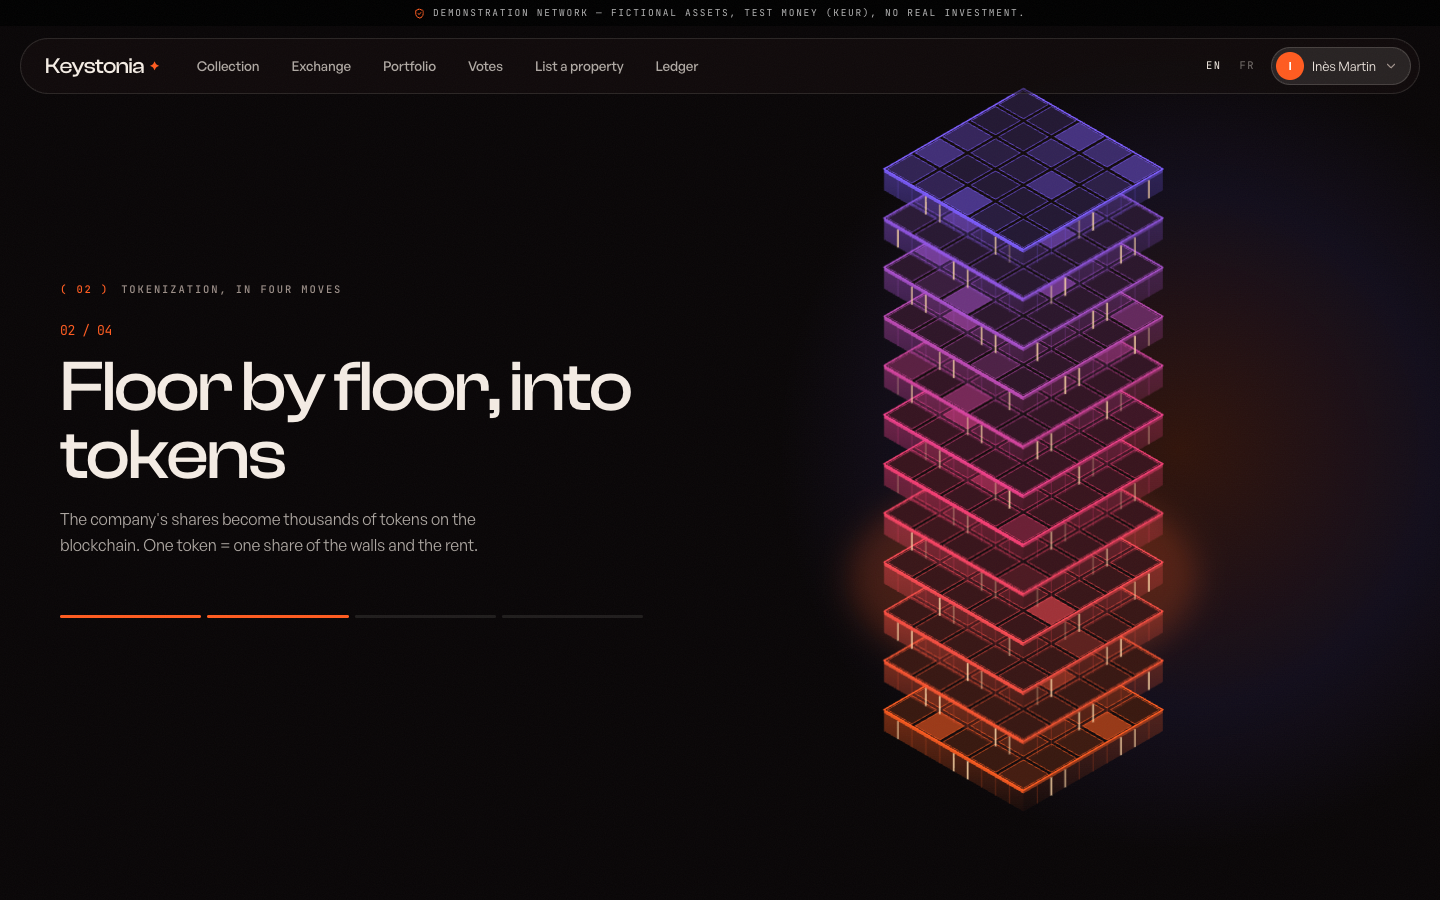 DEMONSTRATION NETWORK — FICTIONAL ASSETS, TEST MONEY (KEUR), NO REAL INVESTMENT.
Keystonia Collection Exchange Portfolio Votes List a property Ledger EN FR I Inès Martin
( 02 ) TOKENIZATION, IN FOUR MOVES
02 / 04
Floor by floor, into
tokens
The company's shares become thousands of tokens on the
blockchain. One token = one share of the walls and the rent.